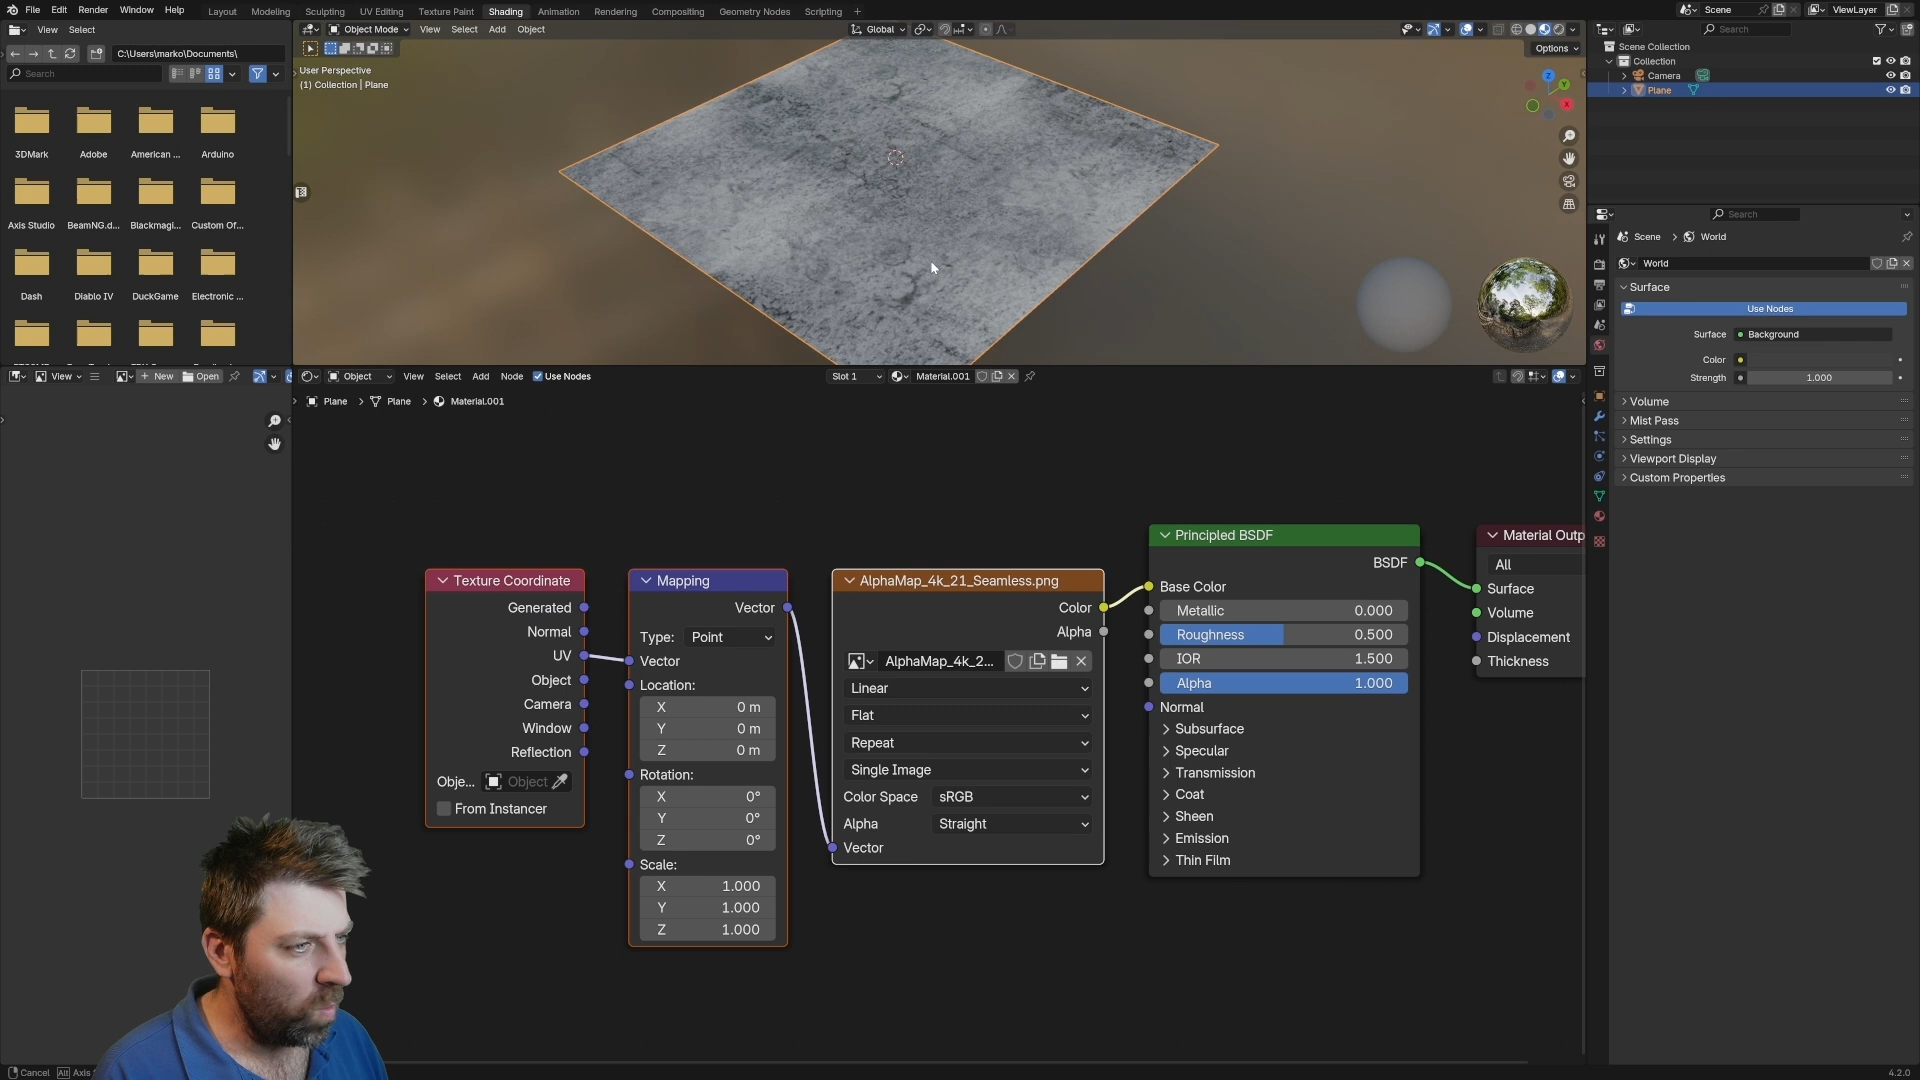 File Edit Render Window Help
Layout Modeling Sculpting UV Editing Texture Paint Shading Animation Rendering Compositing Geometry Nodes Scripting +
Scene
ViewLayer
View Select
C:\Users\marko\Documents\
Search
3DMark Adobe American ... Arduino
Axis Studio BeamNG.d... Blackmagi... Custom Of...
Dash Diablo IV DuckGame Electronic ...
Object Mode View Select Add Object
Global
Options
User Perspective
(1) Collection | Plane
Z
Y
X
Search
Scene Collection
Collection
Camera
Plane
Search
Scene > World
World
Surface
Use Nodes
Surface Background
Color
Strength 1.000
Volume
Mist Pass
Settings
Viewport Display
Custom Properties
View
+ New Open
Object View Select Add Node Use Nodes
Slot 1
Material.001
Plane > Plane > Material.001
Texture Coordinate
Generated
Normal
UV
Object
Camera
Window
Reflection
Obje... Object
From Instancer
Mapping
Vector
Type: Point
Vector
Location:
X 0 m
Y 0 m
Z 0 m
Rotation:
X 0°
Y 0°
Z 0°
Scale:
X 1.000
Y 1.000
Z 1.000
AlphaMap_4k_21_Seamless.png
Color
Alpha
AlphaMap_4k_2...
Linear
Flat
Repeat
Single Image
Color Space sRGB
Alpha Straight
Vector
Principled BSDF
BSDF
Base Color
Metallic 0.000
Roughness 0.500
IOR 1.500
Alpha 1.000
Normal
Subsurface
Specular
Transmission
Coat
Sheen
Emission
Thin Film
Material Outp
All
Surface
Volume
Displacement
Thickness
Cancel Alt Axis
4.2.0